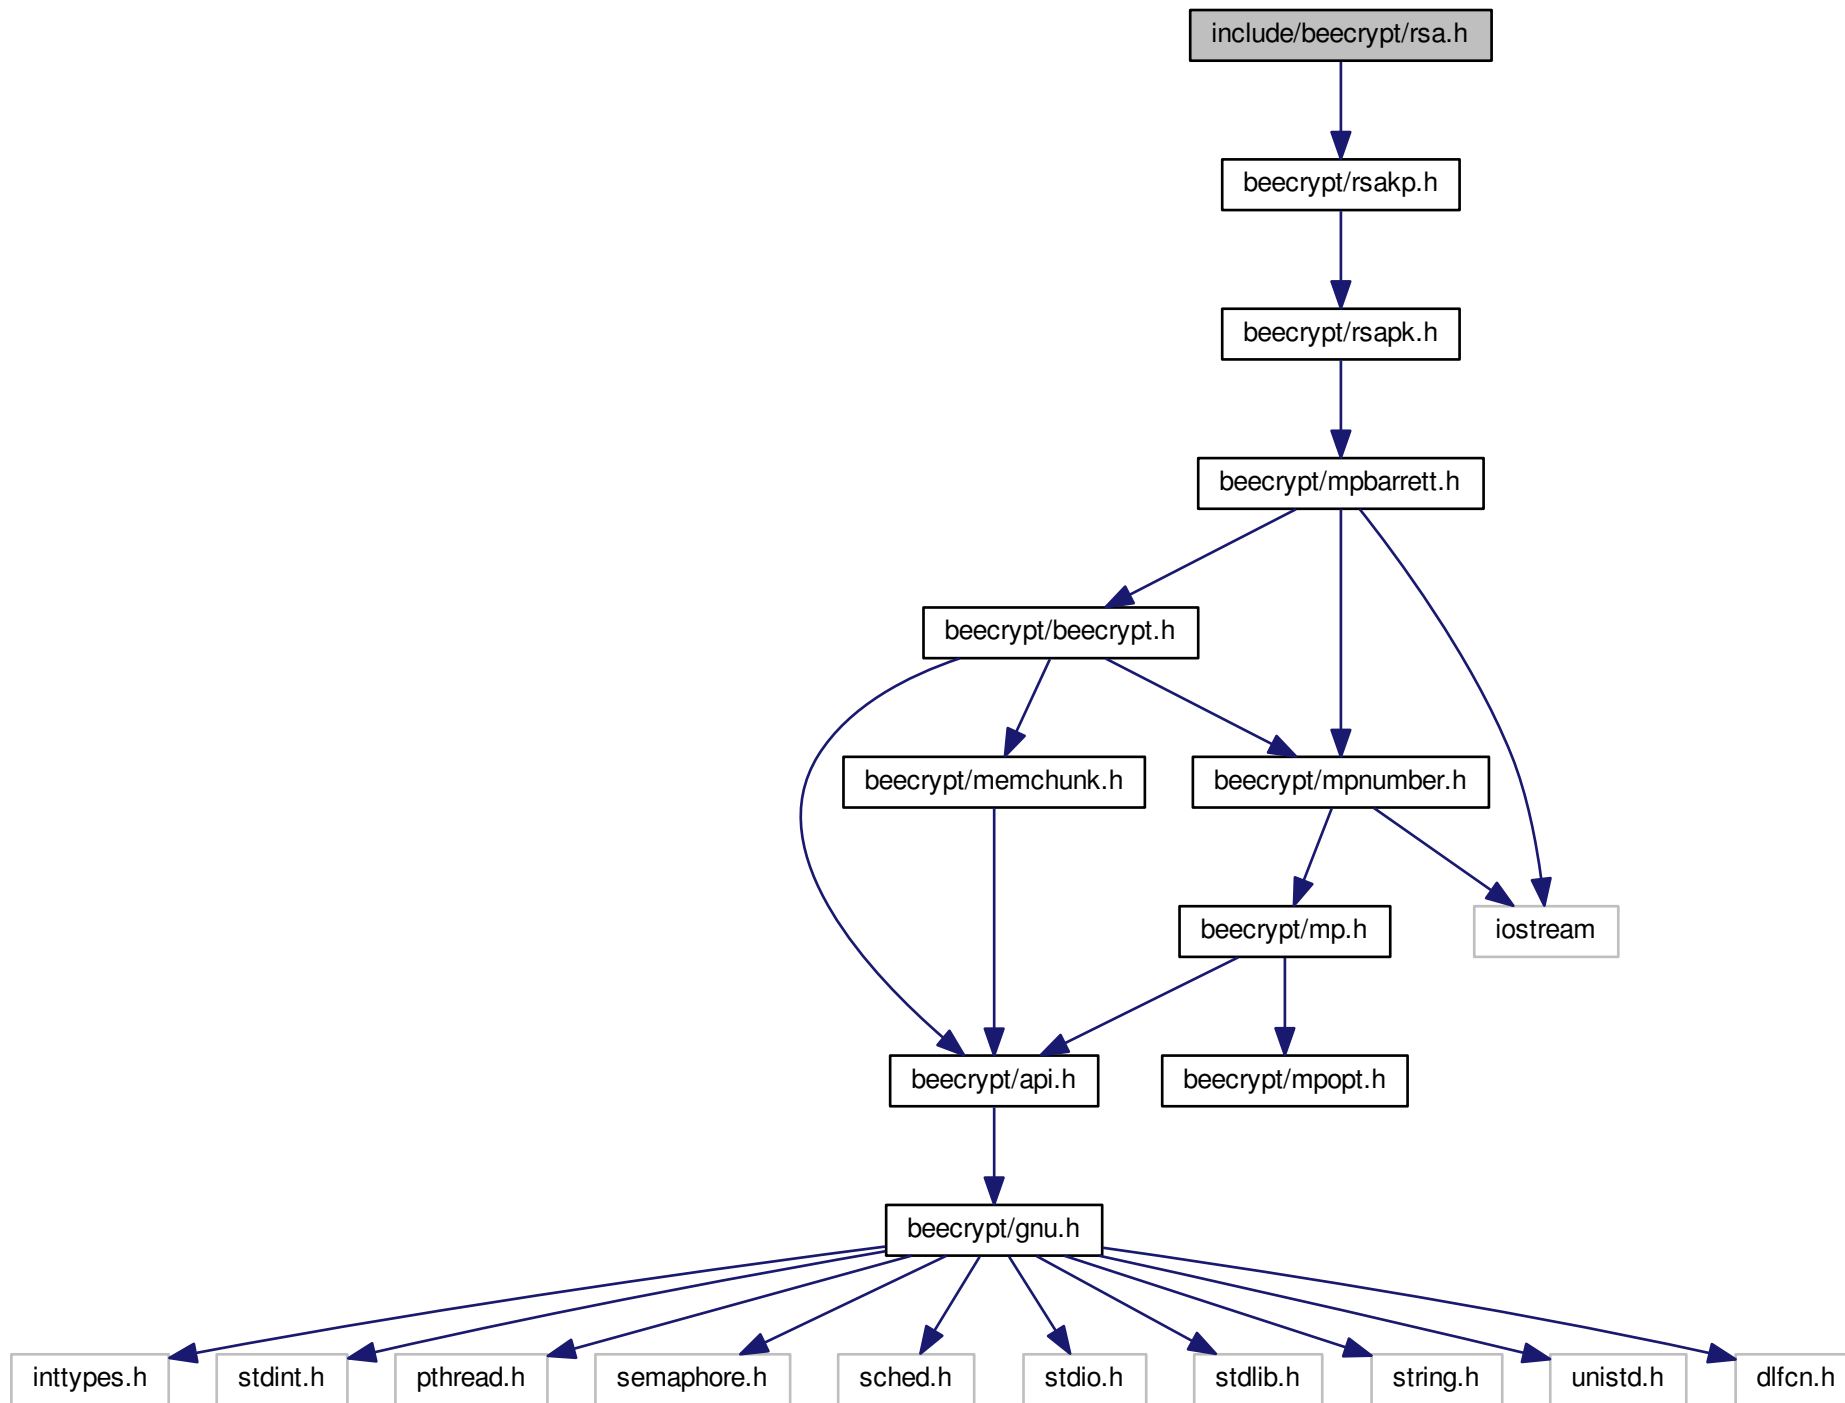 include/beecrypt/rsa.h
beecrypt/rsakp.h
beecrypt/rsapk.h
beecrypt/mpbarrett.h
beecrypt/beecrypt.h
beecrypt/memchunk.h
beecrypt/mpnumber.h
beecrypt/mp.h
iostream
beecrypt/api.h
beecrypt/mpopt.h
beecrypt/gnu.h
inttypes.h
stdint.h
pthread.h
semaphore.h
sched.h
stdio.h
stdlib.h
string.h
unistd.h
dlfcn.h